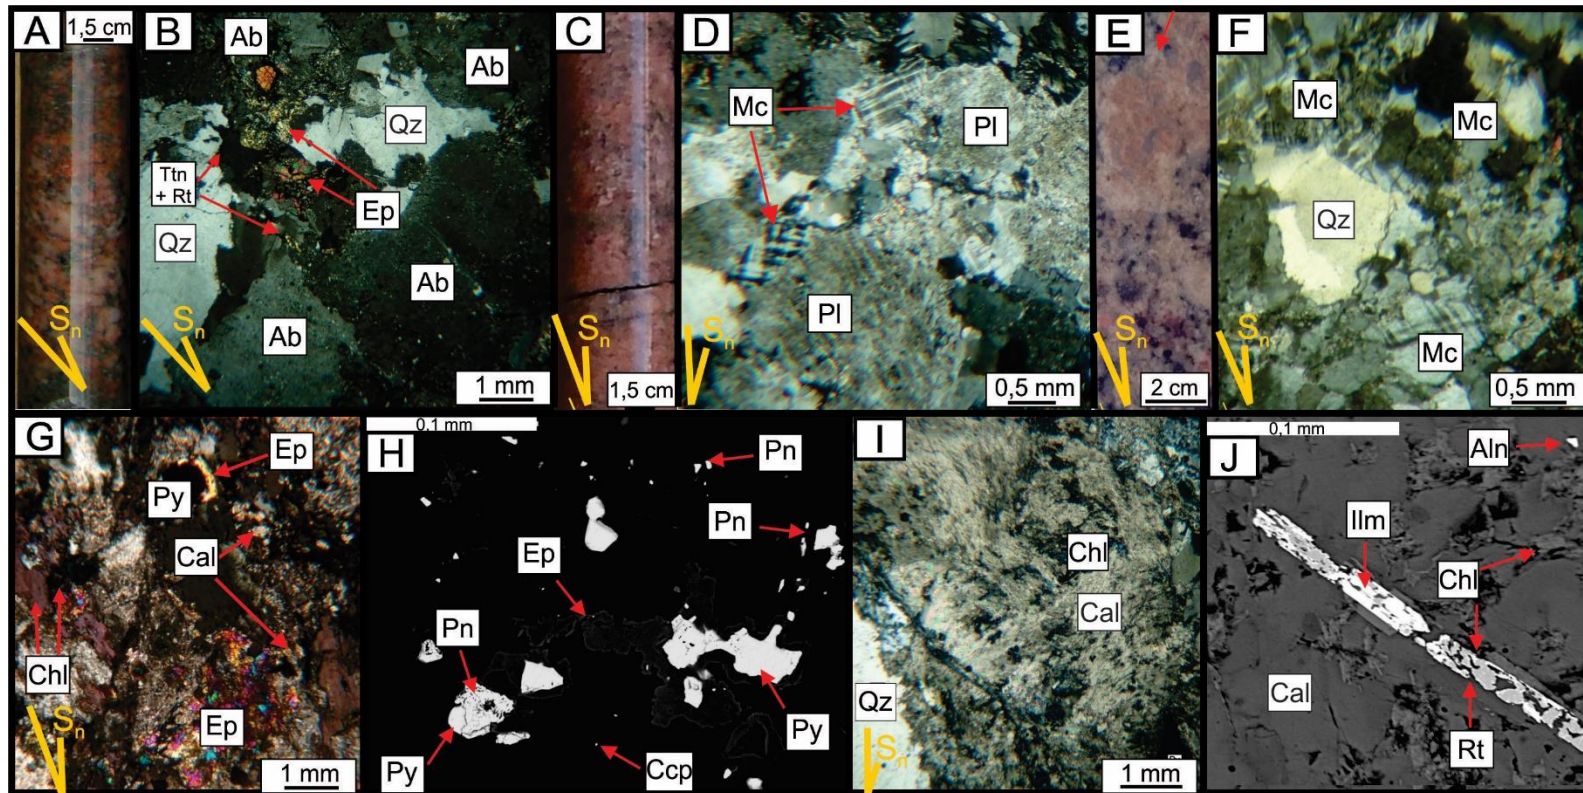 A
1,5 cm
B
Ab
Ab
Qz
Ttn
+ Rt
Ep
Qz
Ab
Ab
Sn
Sn
1 mm
C
Sn
1,5 cm
D
Mc
Pl
Pl
Sn
0,5 mm
E
Sn
2 cm
F
Mc
Mc
Qz
Mc
Sn
0,5 mm
G
Ep
Py
Cal
Chl
Ep
Sn
1 mm
H
0,1 mm
Pn
Pn
Ep
Pn
Py
Py
Ccp
I
Chl
Cal
Qz
Sn
1 mm
J
0,1 mm
Aln
Ilm
Chl
Cal
Rt